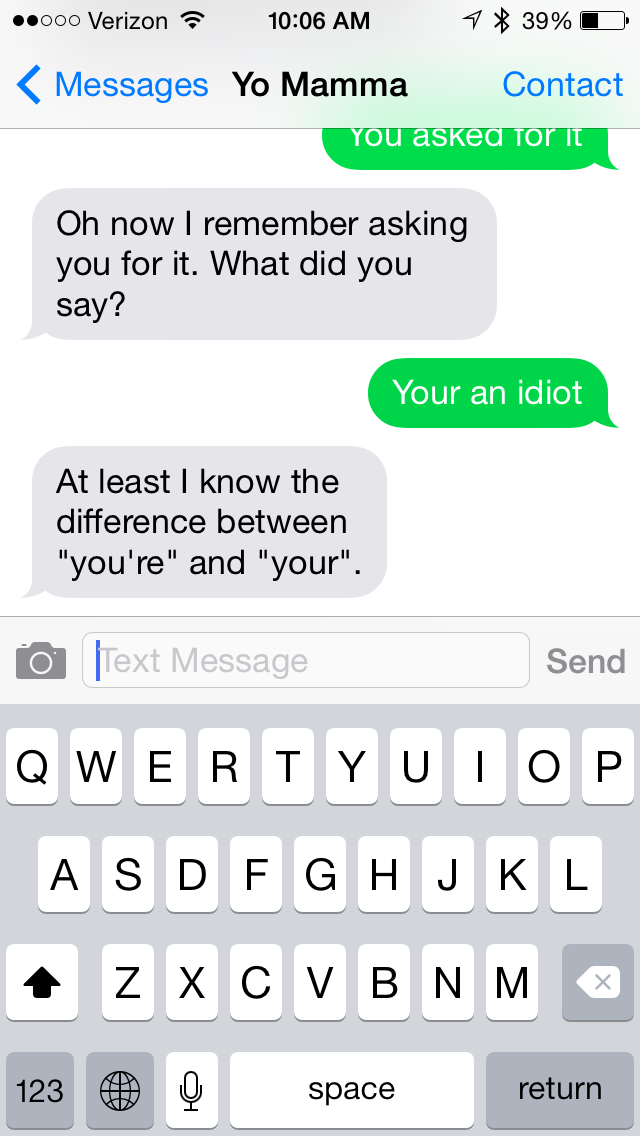 Verizon 10:06 AM 39%
Messages Yo Mamma Contact
You asked for it
Oh now I remember asking
you for it. What did you
say?
Your an idiot
At least I know the
difference between
"you're" and "your".
Text Message Send
Q W E R T Y U I O P
A S D F G H J K L
Z X C V B N M
123 space return